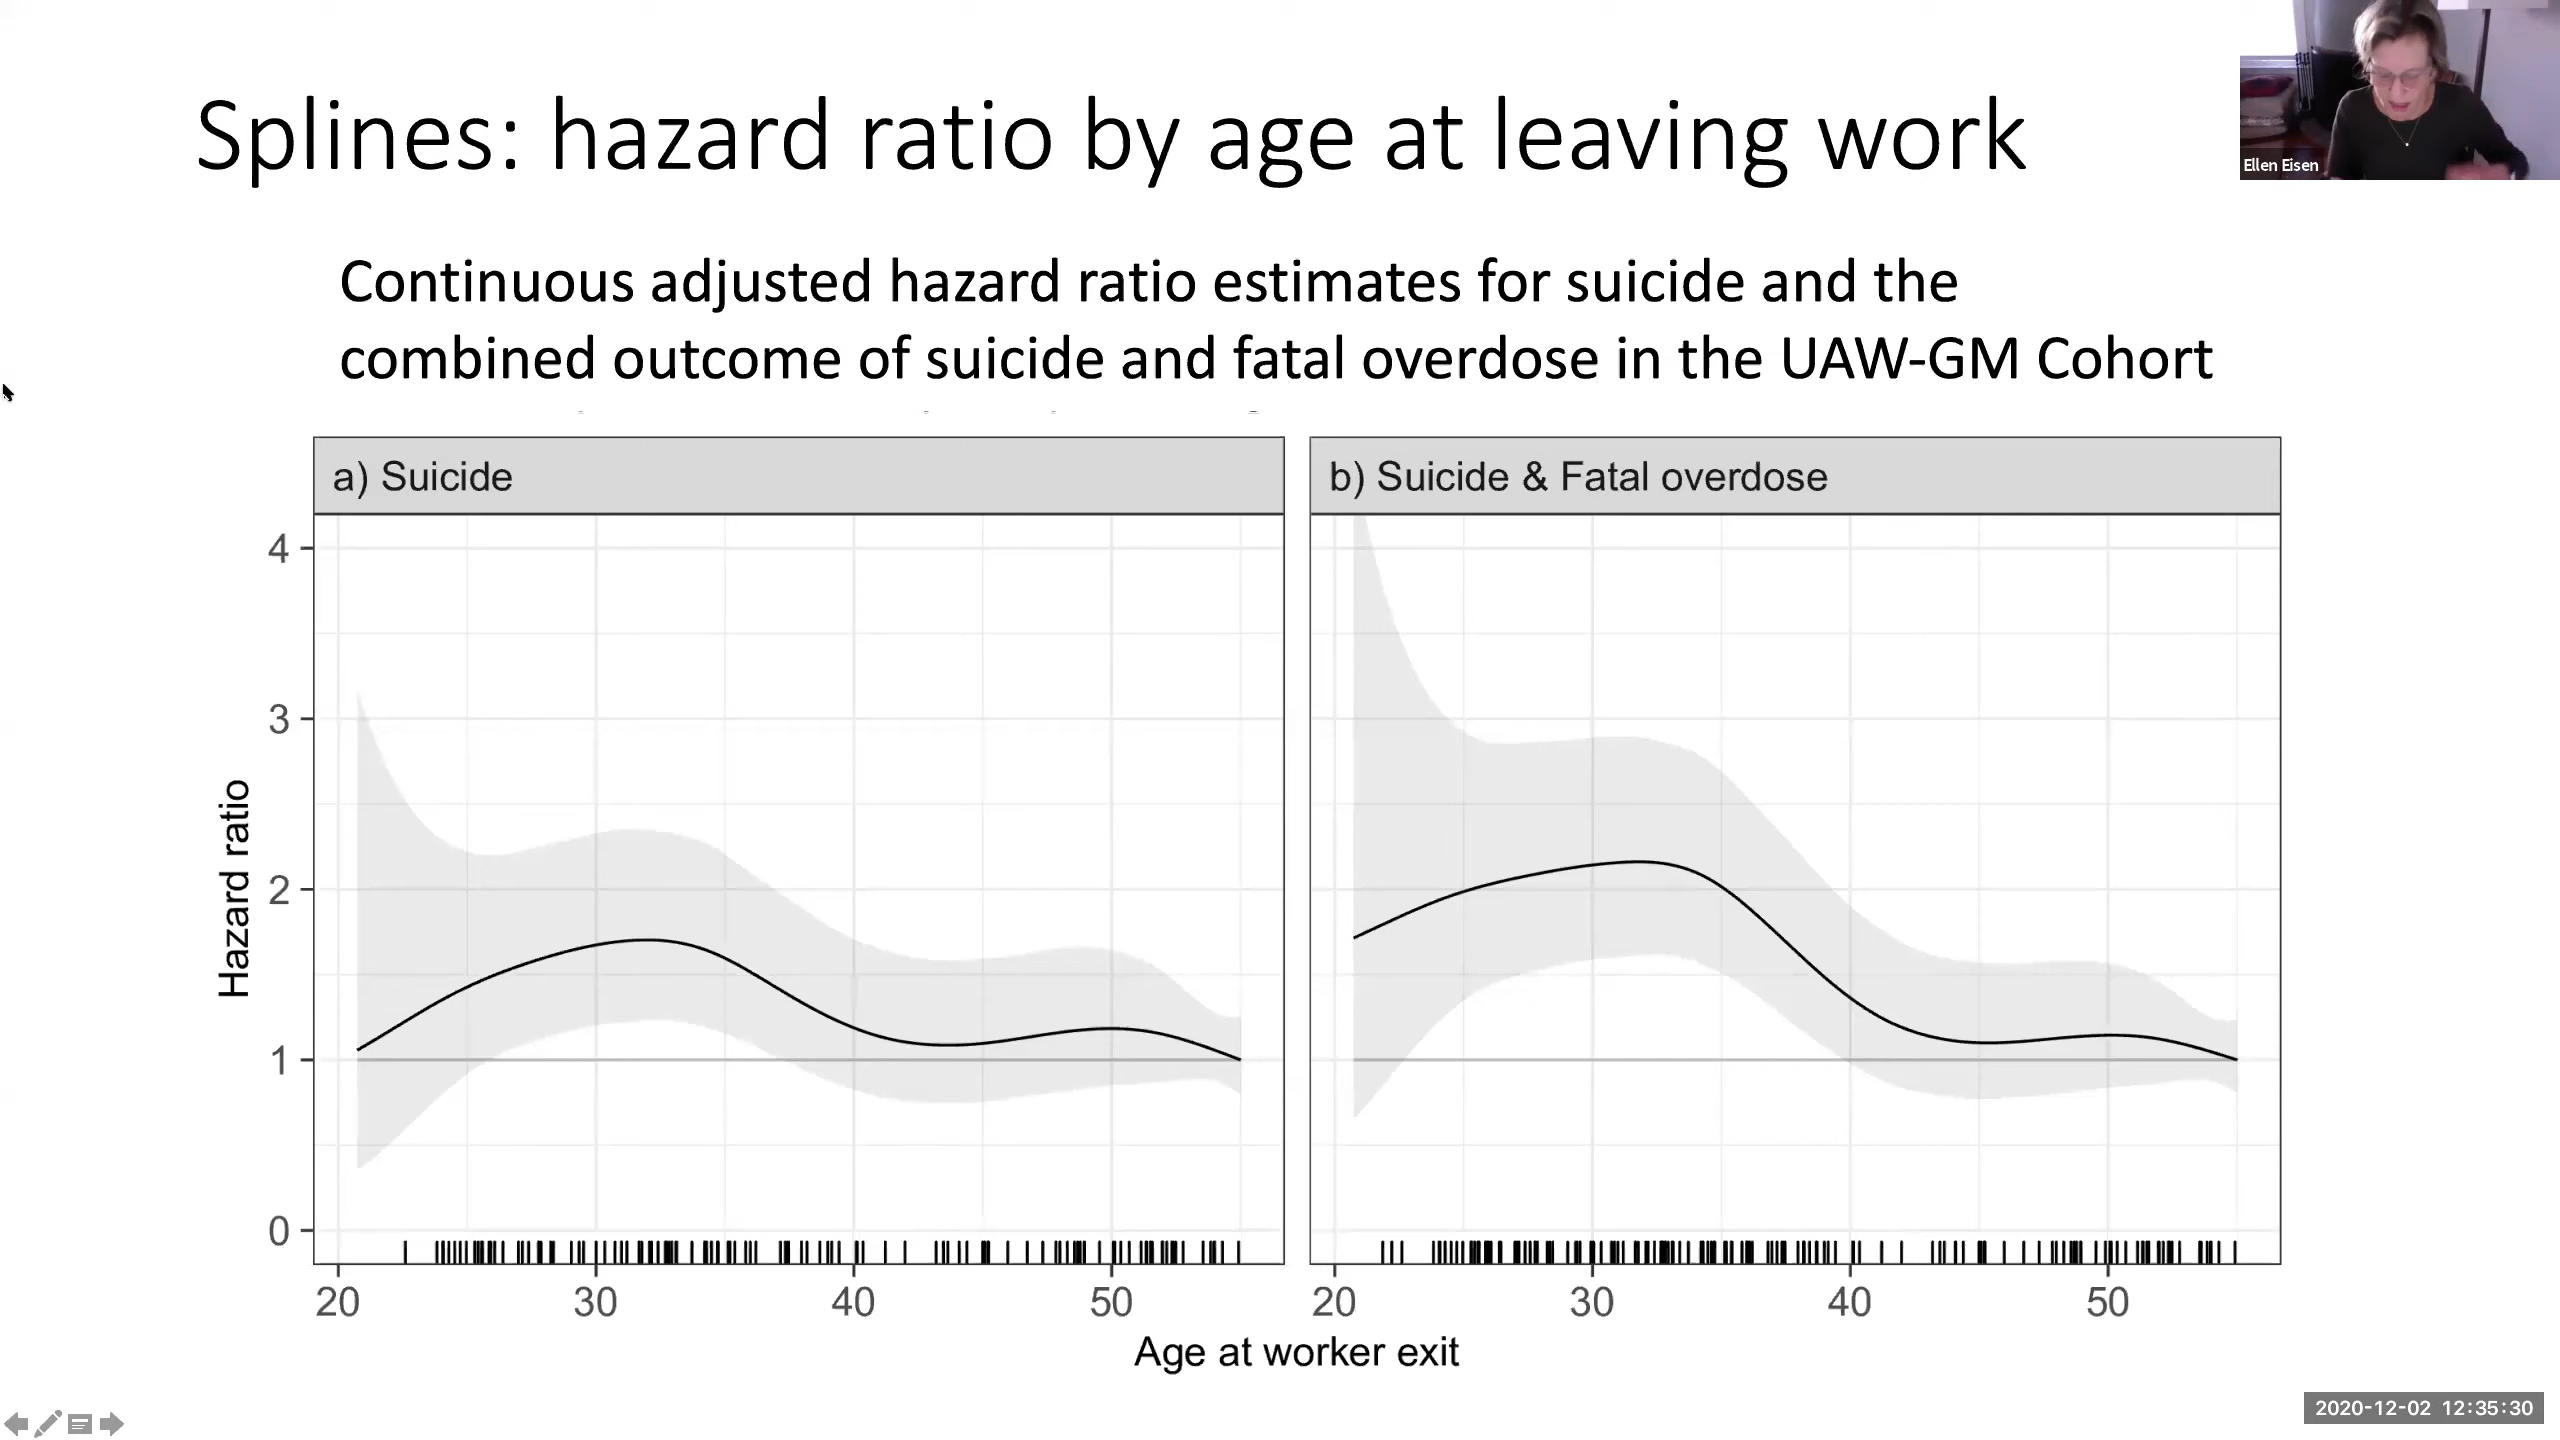 Splines: hazard ratio by age at leaving work
Ellen Eisen
Continuous adjusted hazard ratio estimates for suicide and the
combined outcome of suicide and fatal overdose in the UAW-GM Cohort
a) Suicide
b) Suicide & Fatal overdose
4
3
2
1
0
Hazard ratio
20 30 40 50
20 30 40 50
Age at worker exit
2020-12-02 12:35:30